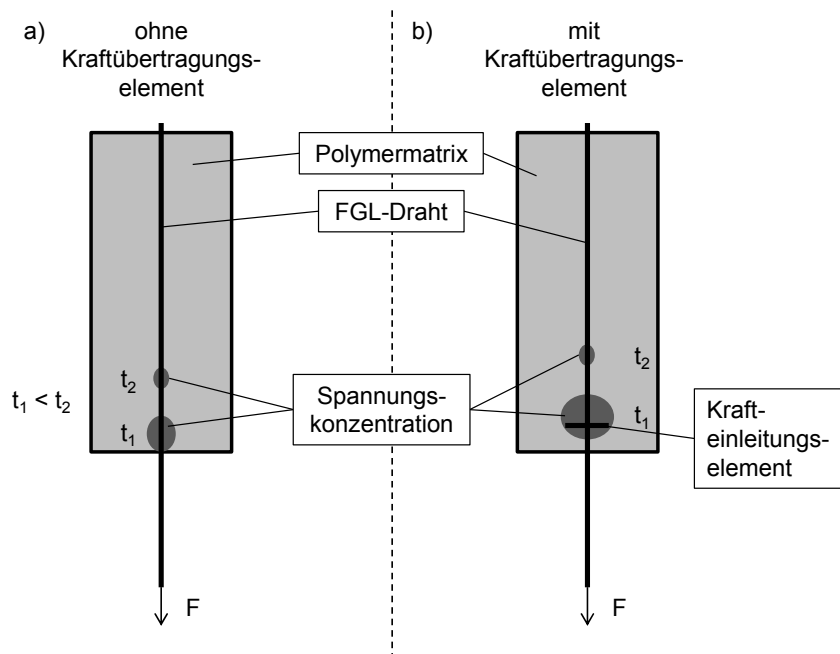 a)
ohne
Kraftübertragungs-
element
b)
mit
Kraftübertragungs-
element
Polymermatrix
FGL-Draht
t₂
t₂
t₁ < t₂
Spannungs-
konzentration
t₁
t₁
Kraft-
einleitungs-
element
F
F